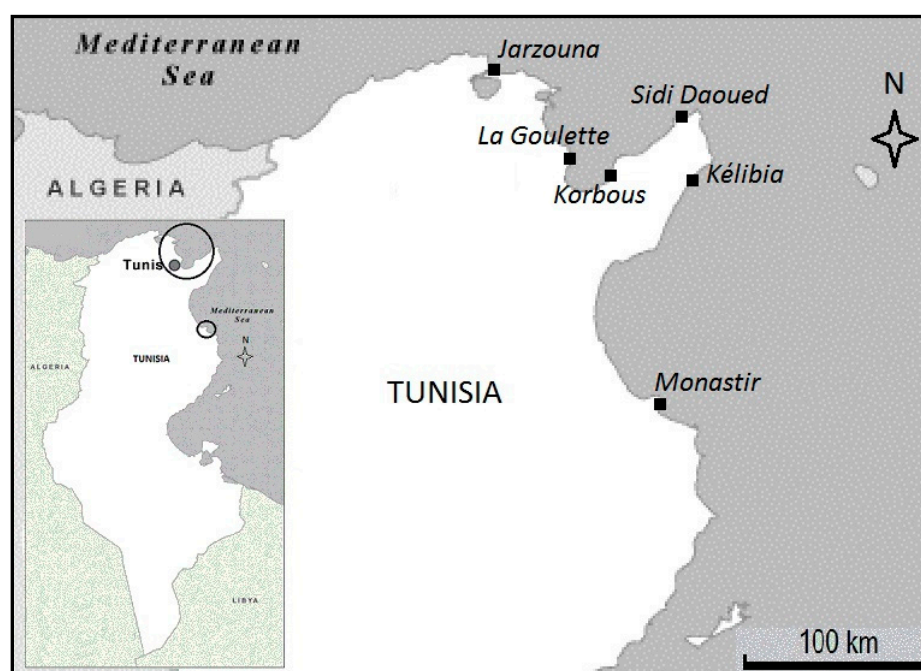 Mediterranean
Sea
Jarzouna
Sidi Daoued
N
La Goulette
Korbous
Kélibia
ALGERIA
Tunis
Mediterranean
Sea
N
ALGERIA
TUNISIA
LIBYA
TUNISIA
Monastir
100 km